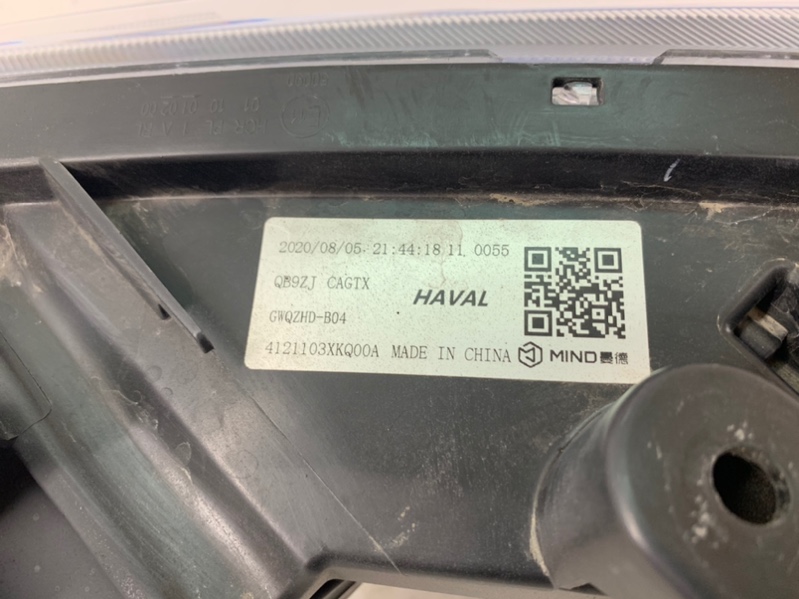 2020/08/05 21:44:18 11 0055
QB9ZJ CAGTX
HAVAL
GWQZHD-B04
4121103XKQ00A MADE IN CHINA MIND曼德